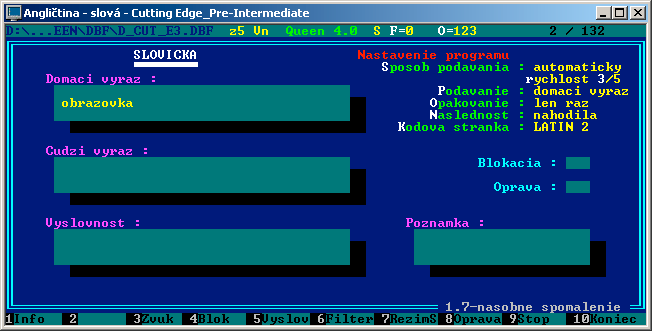 Angličtina - slová - Cutting Edge_Pre-Intermediate
D:\...EEN\DBF\D_CUT_E3.DBF z5 Vn Queen 4.0 S F=0 O=123 2 / 132
SLOVICKA
Nastavenie programu
Sposob podavania : automaticky
rychlost 3/5
Domaci vyraz :
Podavanie : domaci vyraz
obrazovka
Opakovanie : len raz
Naslednost : nahodila
Kodova stranka : LATIN 2
Cudzi vyraz :
Blokacia :
Oprava :
Vyslovnost :
Poznamka :
1.7-nasobne spomalenie
1Info 2 3Zvuk 4Blok 5Jyslov 6Filter 7RezimS 8Oprava 9Stop 10Koniec